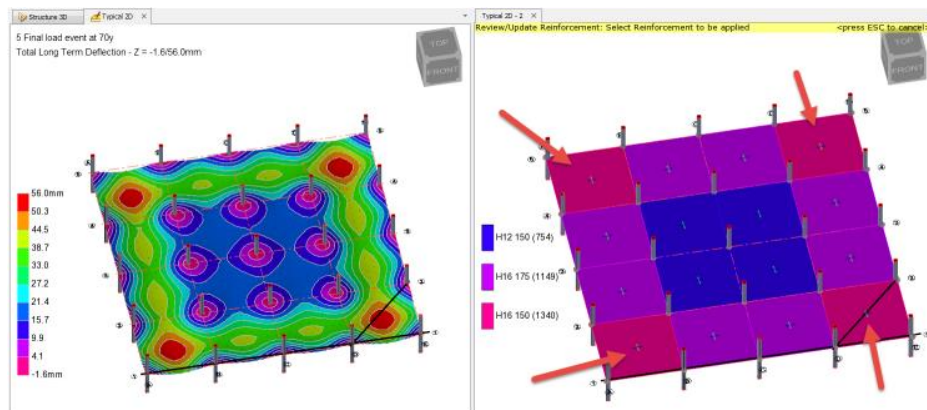 Structure 3D
Typical 2D
5 Final load event at 70y
Total Long Term Deflection - Z = -1.6/56.0mm
TOP
FRONT
56.0mm
50.3
44.5
38.7
33.0
27.2
21.4
15.7
9.9
4.1
-1.6mm
Typical 2D - 2
Review/Update Reinforcement: Select Reinforcement to be applied <press ESC to cancel>
TOP
FRONT
H12 150 (754)
H16 175 (1149)
H16 150 (1340)